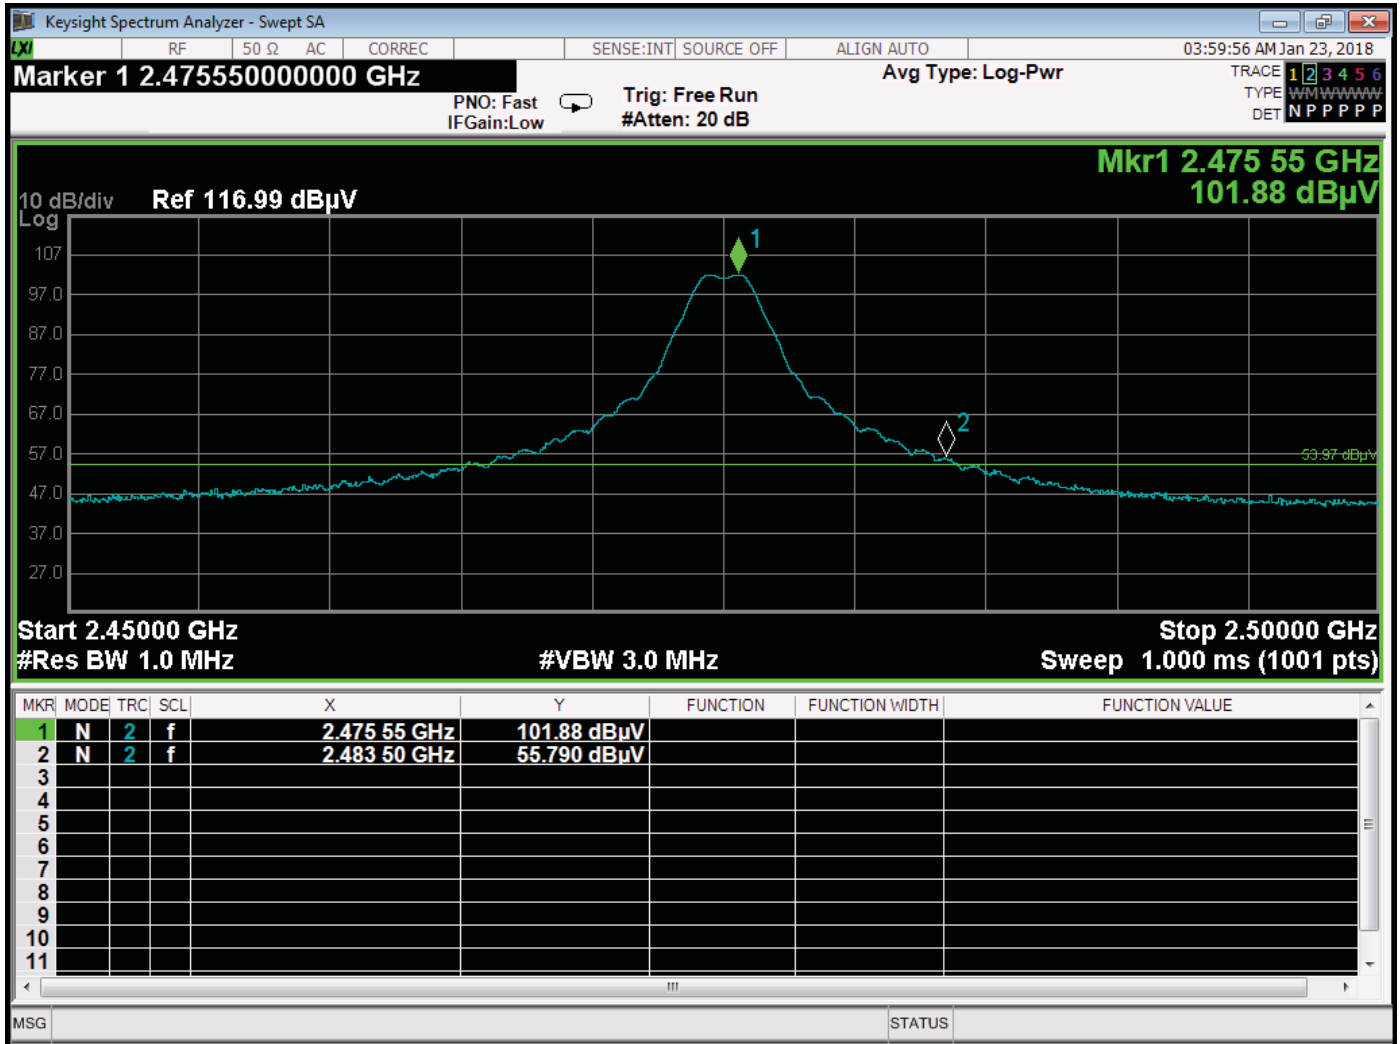 Keysight Spectrum Analyzer - Swept SA
LXI RF 50 Ω AC CORREC SENSE:INT SOURCE OFF ALIGN AUTO 03:59:56 AM Jan 23, 2018
Marker 1 2.475550000000 GHz
PNO: Fast
IFGain:Low
Trig: Free Run
#Atten: 20 dB
Avg Type: Log-Pwr
TRACE 1 2 3 4 5 6
TYPE W M W W W W
DET N P P P P P
Mkr1 2.475 55 GHz
101.88 dBµV
10 dB/div Ref 116.99 dBµV
Log
107
97.0
87.0
77.0
67.0
57.0
47.0
37.0
27.0
1
2
53.97 dBµV
Start 2.45000 GHz Stop 2.50000 GHz
#Res BW 1.0 MHz #VBW 3.0 MHz Sweep 1.000 ms (1001 pts)
MKR MODE TRC SCL X Y FUNCTION FUNCTION WIDTH FUNCTION VALUE
1 N 2 f 2.475 55 GHz 101.88 dBµV
2 N 2 f 2.483 50 GHz 55.790 dBµV
3
4
5
6
7
8
9
10
11
MSG STATUS